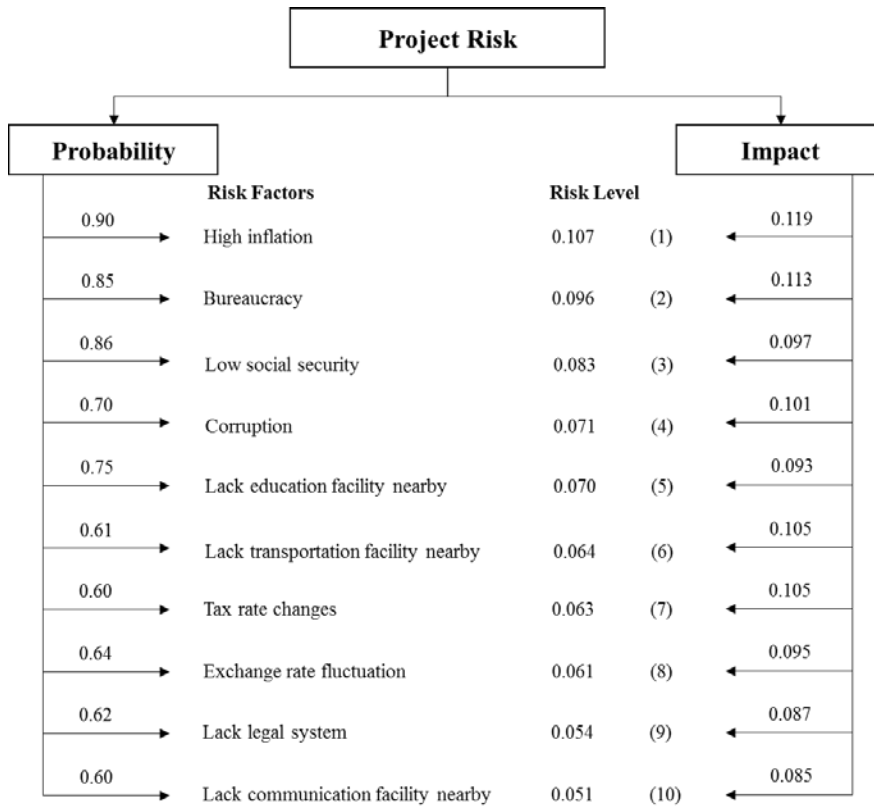 Project Risk
Probability
Impact
Risk Factors Risk Level
0.90 High inflation 0.107 (1) 0.119
0.85 Bureaucracy 0.096 (2) 0.113
0.86 Low social security 0.083 (3) 0.097
0.70 Corruption 0.071 (4) 0.101
0.75 Lack education facility nearby 0.070 (5) 0.093
0.61 Lack transportation facility nearby 0.064 (6) 0.105
0.60 Tax rate changes 0.063 (7) 0.105
0.64 Exchange rate fluctuation 0.061 (8) 0.095
0.62 Lack legal system 0.054 (9) 0.087
0.60 Lack communication facility nearby 0.051 (10) 0.085